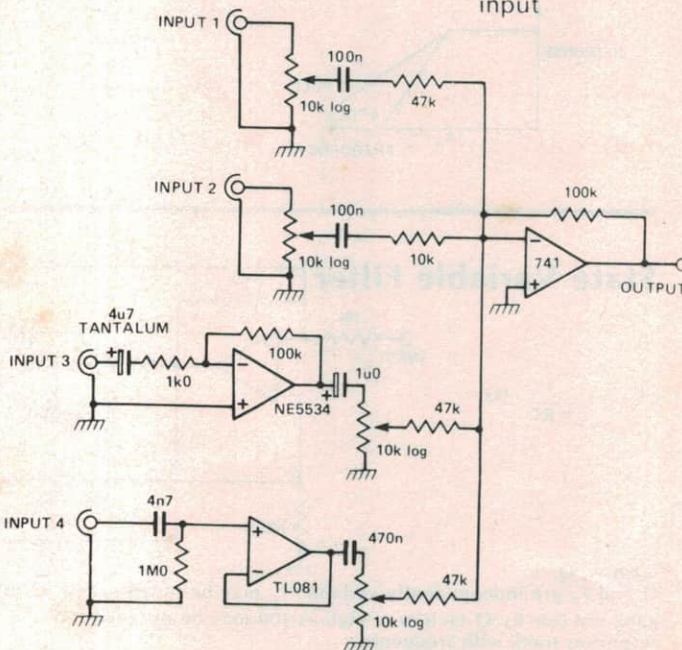 input
INPUT 1
100n
47k
10k log
INPUT 2
100n
10k
10k log
100k
741
OUTPUT
4u7
TANTALUM
INPUT 3
1k0
100k
NE5534
1u0
47k
10k log
INPUT 4
4n7
1M0
TL081
470n
47k
10k log